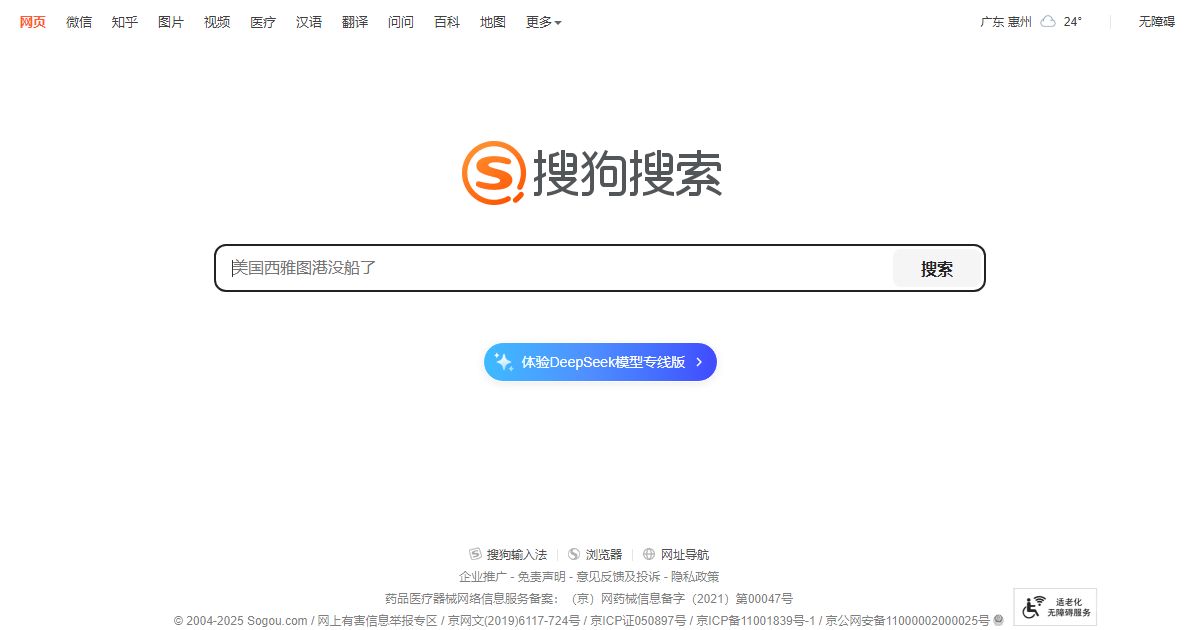 网页 微信 知乎 图片 视频 医疗 汉语 翻译 问问 百科 地图 更多 广东 惠州 24° 无障碍
搜狗搜索
美国西雅图港没船了 搜索
体验DeepSeek模型专线版
搜狗输入法 浏览器 网址导航
企业推广 - 免责声明 - 意见反馈及投诉 - 隐私政策
药品医疗器械网络信息服务备案：（京）网药械信息备字（2021）第00047号
© 2004-2025 Sogou.com / 网上有害信息举报专区 / 京网文(2019)6117-724号 / 京ICP证050897号 / 京ICP备11001839号-1 / 京公网安备11000002000025号
适老化
无障碍服务